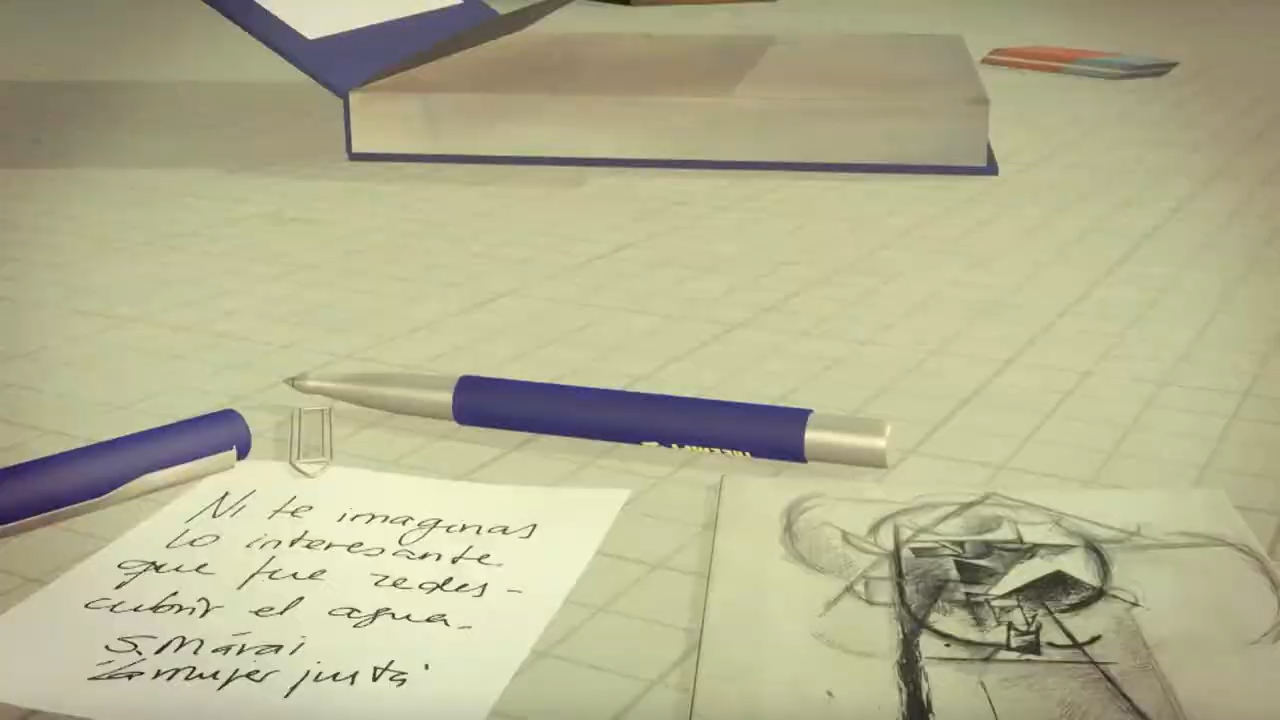 Ni te imaginas
lo interesante
que fue redes-
cubrir el agua.
S. Márai
"La mujer justa"